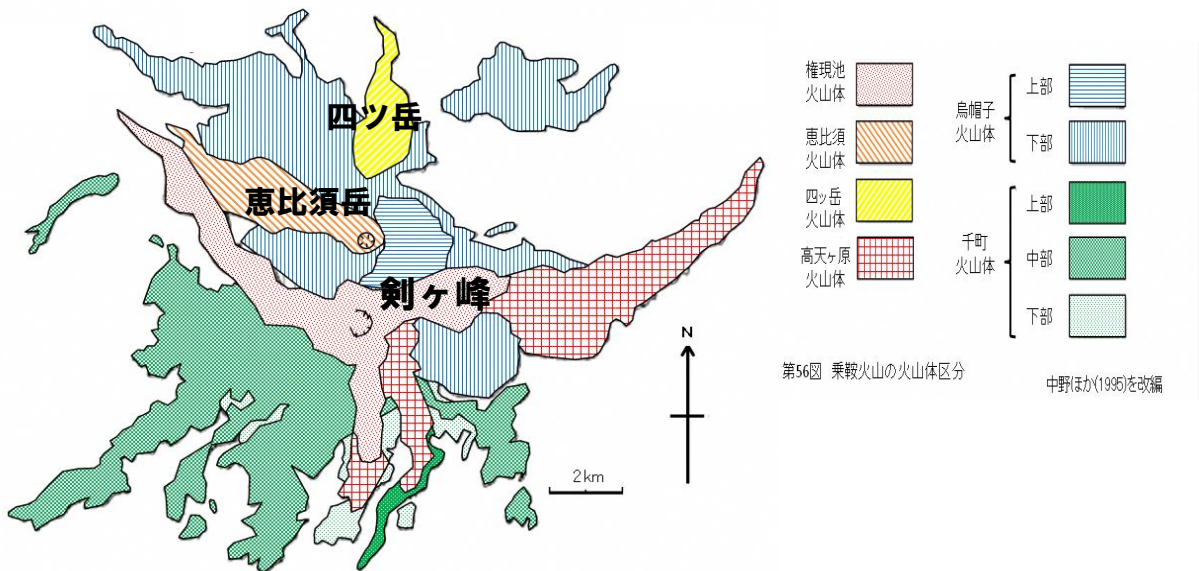 四ツ岳
恵比須岳
剣ヶ峰
N
2km
権現池
火山体
恵比須
火山体
四ッ岳
火山体
高天ヶ原
火山体
烏帽子
火山体
上部
下部
千町
火山体
上部
中部
下部
第56図 乗鞍火山の火山体区分
中野ほか(1995)を改編